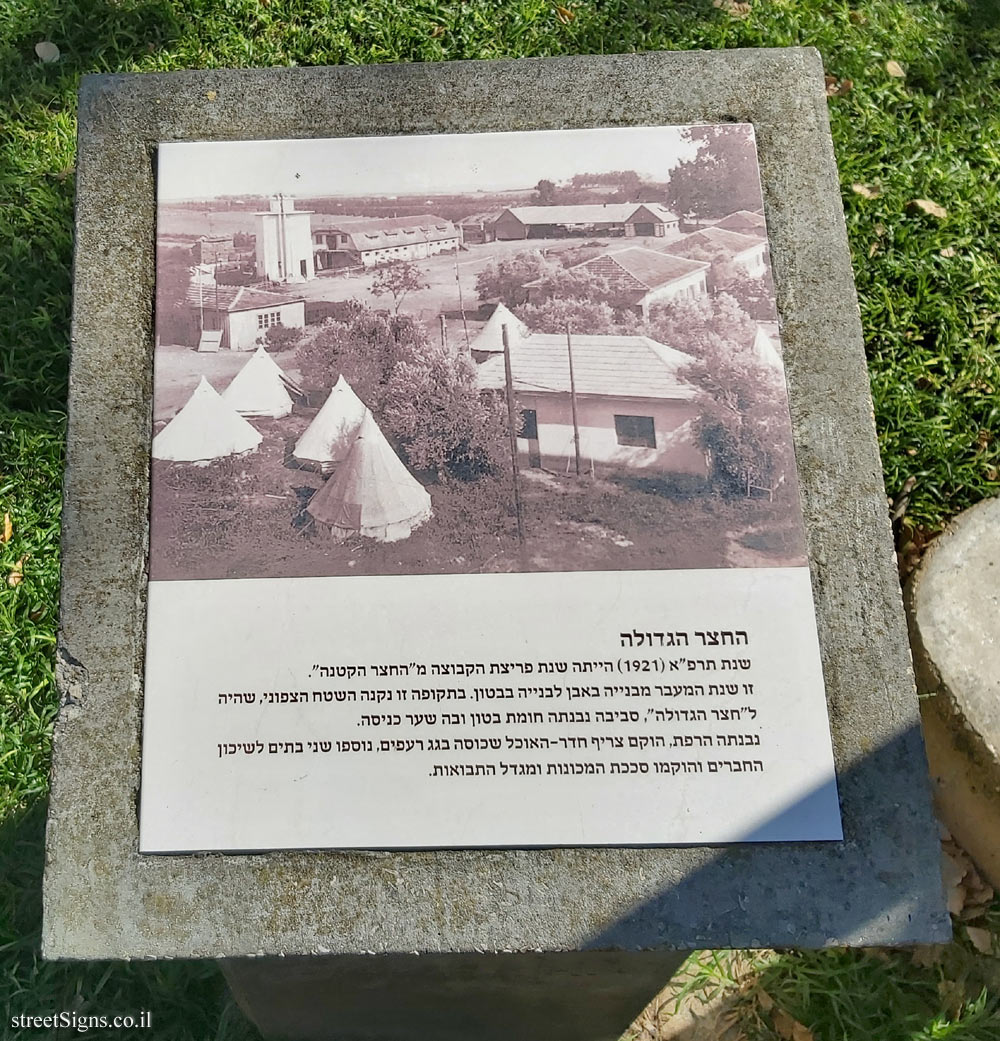 החצר הגדולה
שנת תרפ"א (1921) הייתה שנת פריצת הקבוצה מ"החצר הקטנה".
זו שנת המעבר מבנייה באבן לבנייה בבטון. בתקופה זו נקנה השטח הצפוני, שהיה
ל"חצר הגדולה", סביבה נבנתה חומת בטון ובה שער כניסה.
נבנתה הרפת, הוקם צריף חדר-האוכל שכוסה בגג רעפים, נוספו שני בתים לשיכון
החברים והוקמו סככת המכונות ומגדל התבואות.
streetSigns.co.il